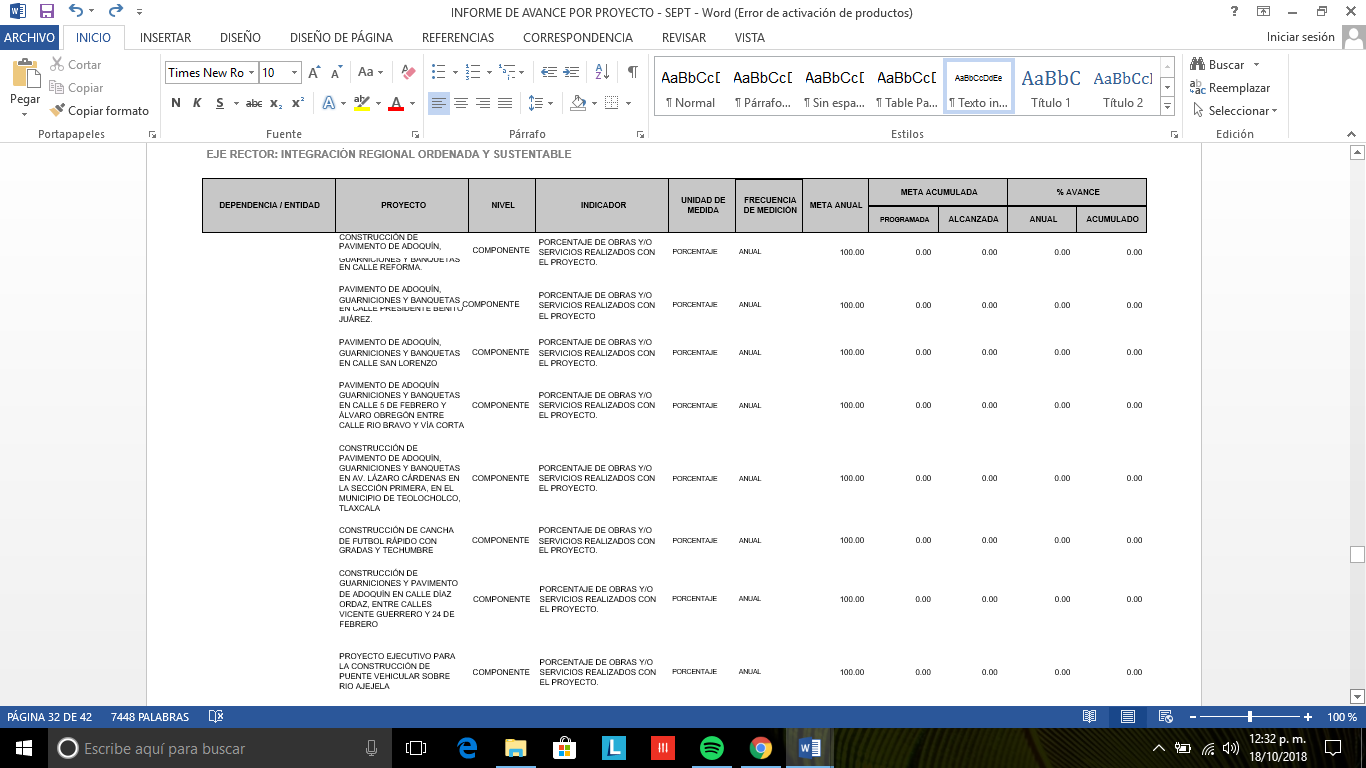 INFORME DE AVANCE POR PROYECTO - SEPT - Word (Error de activación de productos)
ARCHIVO INICIO INSERTAR DISEÑO DISEÑO DE PÁGINA REFERENCIAS CORRESPONDENCIA REVISAR VISTA Iniciar sesión
Pegar
Cortar
Copiar
Copiar formato
Portapapeles
Times New Ro 10
N K S abc x₂ x²
Fuente
Párrafo
AaBbCcD AaBbCcD AaBbCcD AaBbCcD AaBbCcDdEe AaBbC AaBbCcD
¶ Normal ¶ Párrafo... ¶ Sin espa... ¶ Table Pa... ¶ Texto in... Título 1 Título 2
Estilos
Buscar
Reemplazar
Seleccionar
Edición
EJE RECTOR: INTEGRACIÓN REGIONAL ORDENADA Y SUSTENTABLE
DEPENDENCIA / ENTIDAD PROYECTO NIVEL INDICADOR UNIDAD DE MEDIDA FRECUENCIA DE MEDICIÓN META ANUAL META ACUMULADA % AVANCE
PROGRAMADA ALCANZADA ANUAL ACUMULADO
CONSTRUCCIÓN DE
PAVIMENTO DE ADOQUÍN,
GUARNICIONES Y BANQUETAS
EN CALLE REFORMA.
COMPONENTE
PORCENTAJE DE OBRAS Y/O
SERVICIOS REALIZADOS CON
EL PROYECTO.
PORCENTAJE ANUAL 100.00 0.00 0.00 0.00 0.00
PAVIMENTO DE ADOQUÍN,
GUARNICIONES Y BANQUETAS
EN CALLE PRESIDENTE BENITO
JUÁREZ.
COMPONENTE
PORCENTAJE DE OBRAS Y/O
SERVICIOS REALIZADOS CON
EL PROYECTO
PORCENTAJE ANUAL 100.00 0.00 0.00 0.00 0.00
PAVIMENTO DE ADOQUÍN,
GUARNICIONES Y BANQUETAS
EN CALLE SAN LORENZO
COMPONENTE
PORCENTAJE DE OBRAS Y/O
SERVICIOS REALIZADOS CON
EL PROYECTO.
PORCENTAJE ANUAL 100.00 0.00 0.00 0.00 0.00
PAVIMENTO DE ADOQUÍN
GUARNICIONES Y BANQUETAS
EN CALLE 5 DE FEBRERO Y
ÁLVARO OBREGÓN ENTRE
CALLE RIO BRAVO Y VÍA CORTA
COMPONENTE
PORCENTAJE DE OBRAS Y/O
SERVICIOS REALIZADOS CON
EL PROYECTO.
PORCENTAJE ANUAL 100.00 0.00 0.00 0.00 0.00
CONSTRUCCIÓN DE
PAVIMENTO DE ADOQUÍN,
GUARNICIONES Y BANQUETAS
EN AV. LÁZARO CÁRDENAS EN
LA SECCIÓN PRIMERA, EN EL
MUNICIPIO DE TEOLOCHOLCO,
TLAXCALA
COMPONENTE
PORCENTAJE DE OBRAS Y/O
SERVICIOS REALIZADOS CON
EL PROYECTO.
PORCENTAJE ANUAL 100.00 0.00 0.00 0.00 0.00
CONSTRUCCIÓN DE CANCHA
DE FUTBOL RÁPIDO CON
GRADAS Y TECHUMBRE
COMPONENTE
PORCENTAJE DE OBRAS Y/O
SERVICIOS REALIZADOS CON
EL PROYECTO.
PORCENTAJE ANUAL 100.00 0.00 0.00 0.00 0.00
CONSTRUCCIÓN DE
GUARNICIONES Y PAVIMENTO
DE ADOQUÍN EN CALLE DÍAZ
ORDAZ, ENTRE CALLES
VICENTE GUERRERO Y 24 DE
FEBRERO
COMPONENTE
PORCENTAJE DE OBRAS Y/O
SERVICIOS REALIZADOS CON
EL PROYECTO.
PORCENTAJE ANUAL 100.00 0.00 0.00 0.00 0.00
PROYECTO EJECUTIVO PARA
LA CONSTRUCCIÓN DE
PUENTE VEHICULAR SOBRE
RIO AJEJELA
COMPONENTE
PORCENTAJE DE OBRAS Y/O
SERVICIOS REALIZADOS CON
EL PROYECTO.
PORCENTAJE ANUAL 100.00 0.00 0.00 0.00 0.00
PÁGINA 32 DE 42 7448 PALABRAS 100 %
Escribe aquí para buscar
12:32 p. m.
18/10/2018